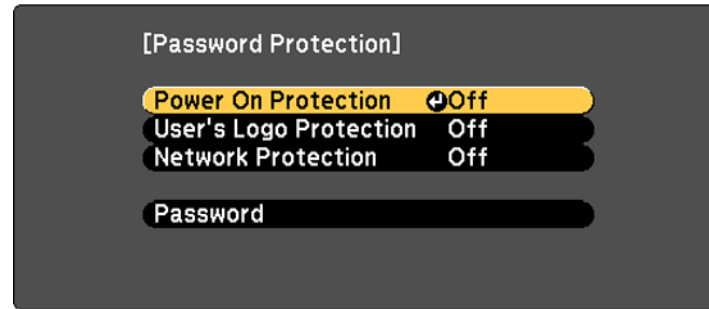 [Password Protection]
Power On Protection Off
User's Logo Protection Off
Network Protection Off
Password